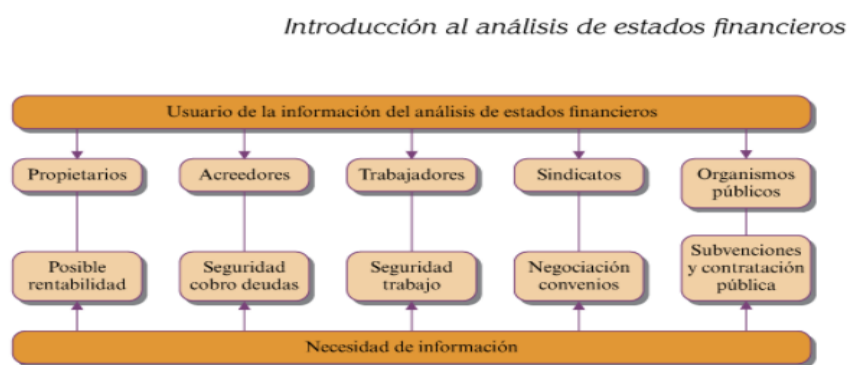 Introducción al análisis de estados financieros
Usuario de la información del análisis de estados financieros
Propietarios
Acreedores
Trabajadores
Sindicatos
Organismos
públicos
Posible
rentabilidad
Seguridad
cobro deudas
Seguridad
trabajo
Negociación
convenios
Subvenciones
y contratación
pública
Necesidad de información